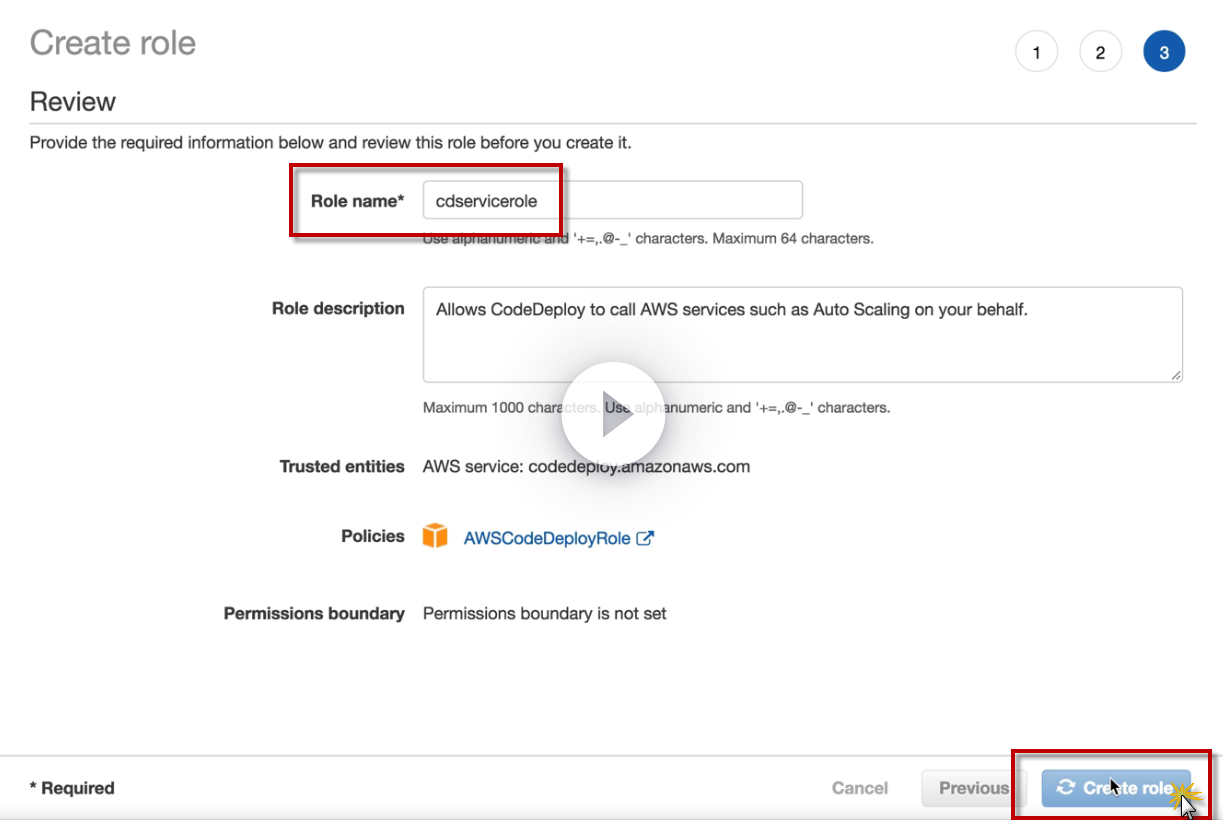 Create role
1 2 3
Review
Provide the required information below and review this role before you create it.
Role name* cdservicerole
Use alphanumeric and '+=,.@-_' characters. Maximum 64 characters.
Role description Allows CodeDeploy to call AWS services such as Auto Scaling on your behalf.
Maximum 1000 characters. Use alphanumeric and '+=,.@-_' characters.
Trusted entities AWS service: codedeploy.amazonaws.com
Policies AWSCodeDeployRole
Permissions boundary Permissions boundary is not set
* Required Cancel Previous Create role